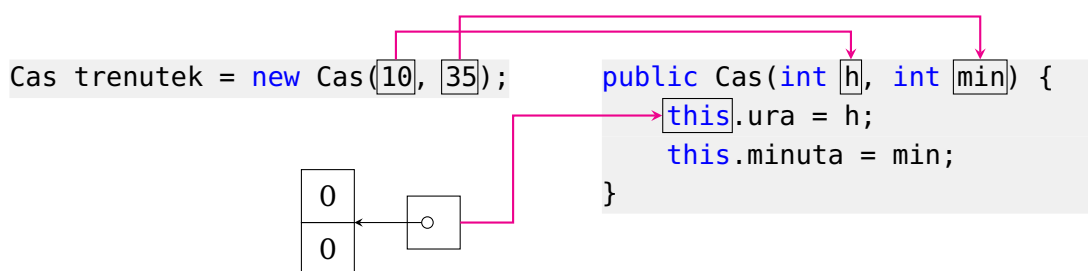 Cas trenutek = new Cas(10, 35);
public Cas(int h, int min) {
this.ura = h;
this.minuta = min;
}
0
0